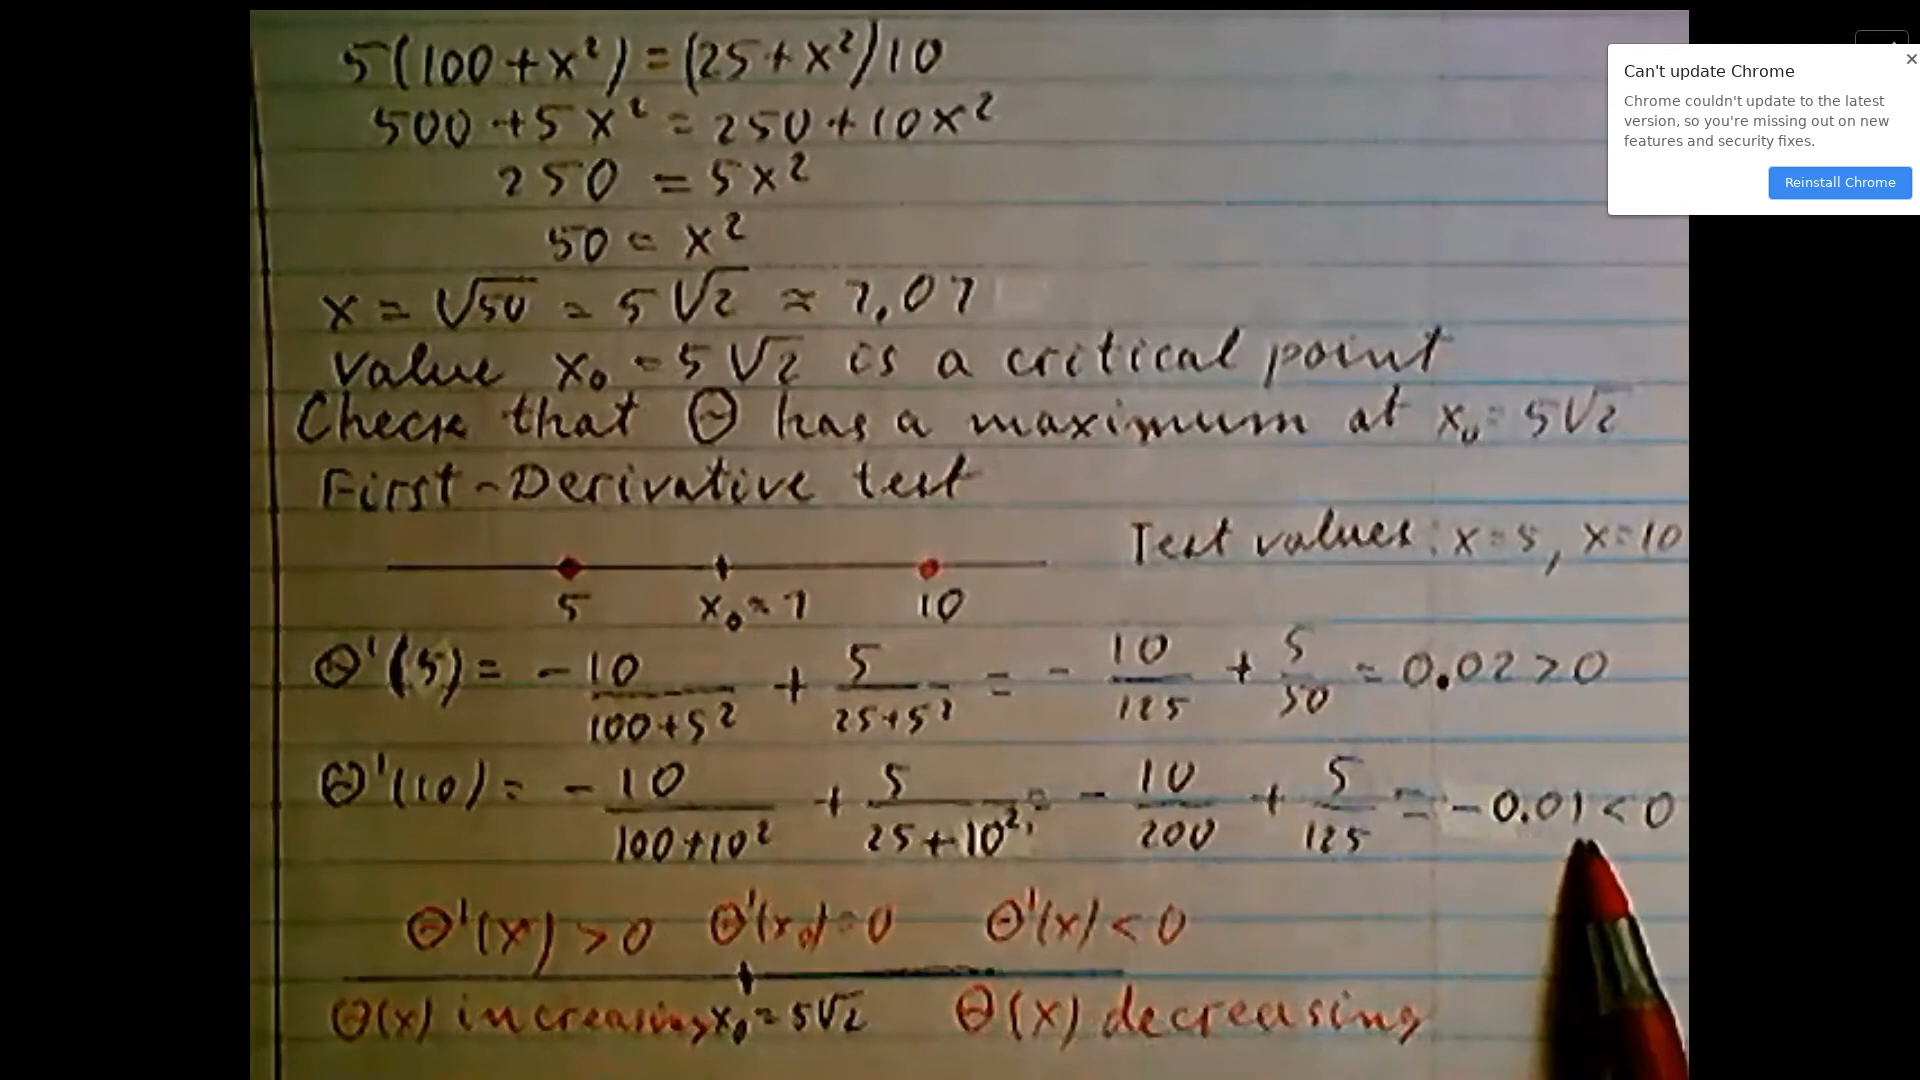 5(100+x²)=(25+x²)10
500+5x²=250+10x²
250=5x²
50=x²
x=√50=5√2≈7,07
Value x₀=5√2 is a critical point
Check that Θ has a maximum at x₀=5√2
First-Derivative test
Test values: x=5, x=10
5 x₀≈7 10
Θ'(5)= -10/(100+5²) + 5/(25+5²) = -10/125 + 5/50 = 0.02>0
Θ'(10)= -10/(100+10²) + 5/(25+10²) = -10/200 + 5/125 = -0.01<0
Θ'(x)>0 Θ'(x₀)=0 Θ'(x)<0
Θ(x) increasing x₀=5√2 Θ(x) decreasing
Can't update Chrome
Chrome couldn't update to the latest
version, so you're missing out on new
features and security fixes.
Reinstall Chrome